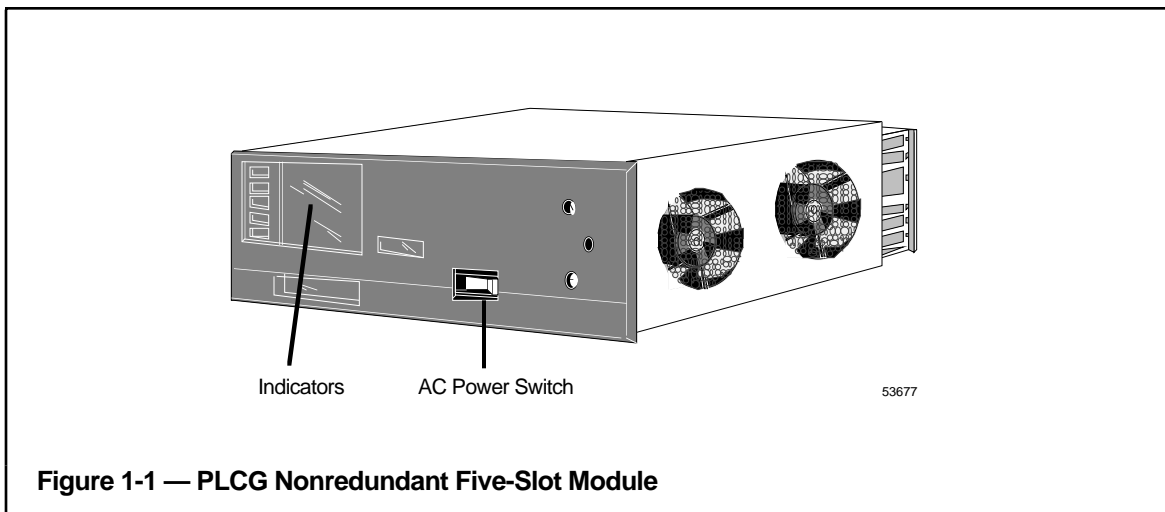 Indicators
AC Power Switch
53677
Figure 1-1 — PLCG Nonredundant Five-Slot Module